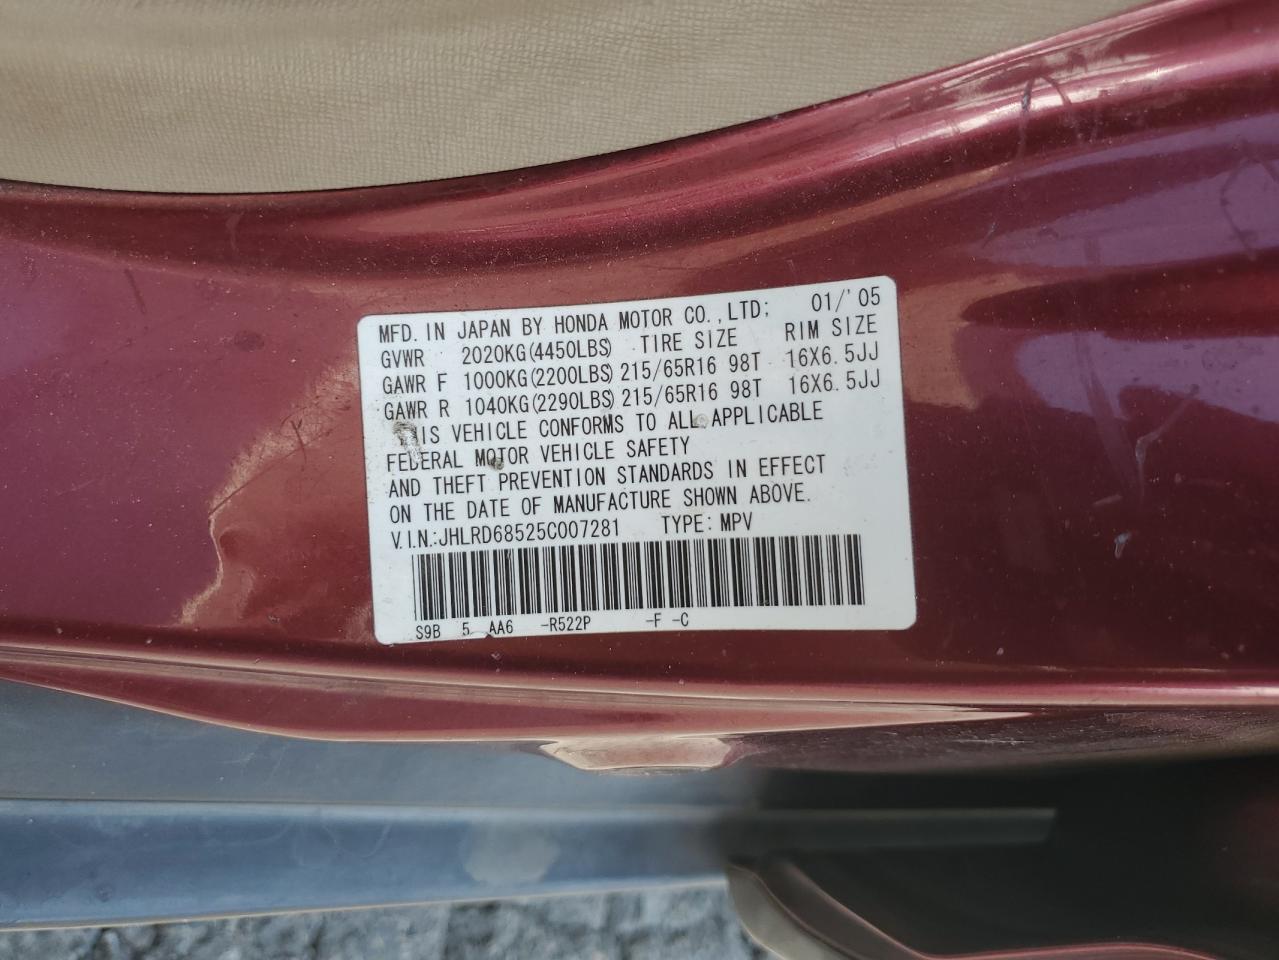 MFD. IN JAPAN BY HONDA MOTOR CO., LTD; 01/'05
GVWR 2020KG(4450LBS) TIRE SIZE RIM SIZE
GAWR F 1000KG(2200LBS) 215/65R16 98T 16X6.5JJ
GAWR R 1040KG(2290LBS) 215/65R16 98T 16X6.5JJ
THIS VEHICLE CONFORMS TO ALL APPLICABLE
FEDERAL MOTOR VEHICLE SAFETY
AND THEFT PREVENTION STANDARDS IN EFFECT
ON THE DATE OF MANUFACTURE SHOWN ABOVE.
V.I.N.:JHLRD68525C007281 TYPE: MPV
S9B 5 AA6 -R522P -F -C